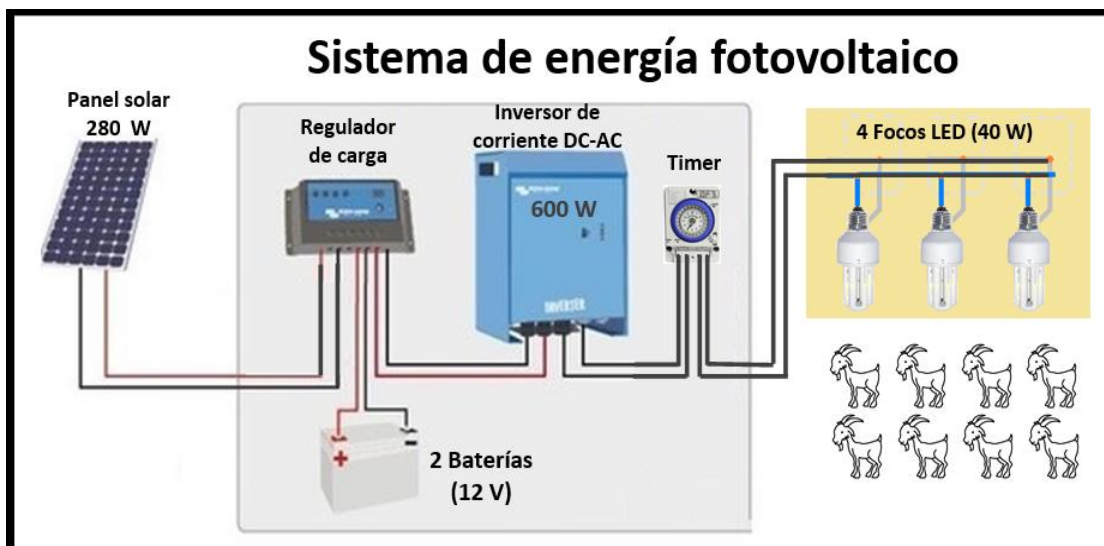 Sistema de energía fotovoltaico
Panel solar
280 W
Regulador
de carga
Inversor de
corriente DC-AC
Timer
4 Focos LED (40 W)
600 W
INVERSER
2 Baterías
(12 V)